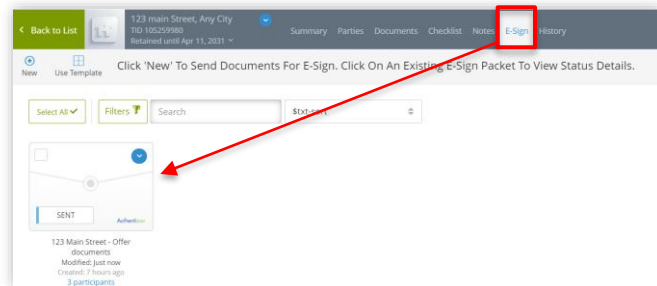 < Back to List
123 main Street, Any City
TID 105259980
Retained until Apr 11, 2031
Summary Parties Documents Checklist Notes E-Sign History
New Use Template
Click 'New' To Send Documents For E-Sign. Click On An Existing E-Sign Packet To View Status Details.
Select All Filters Search $txt-sort
SENT
Authentisign
123 Main Street - Offer
documents
Modified: Just now
Created: 7 hours ago
3 participants